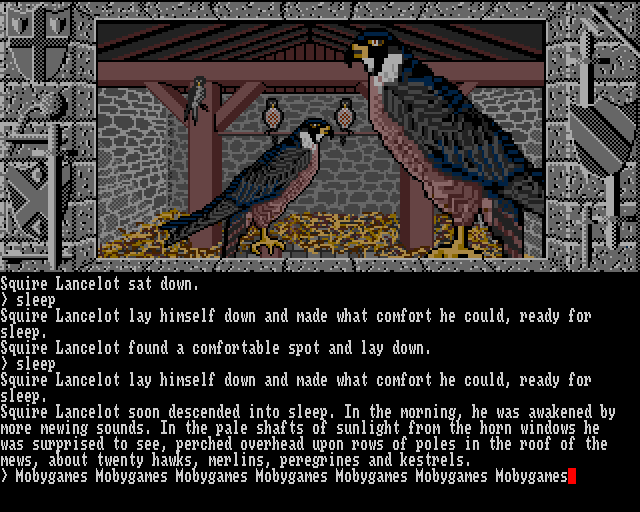 Squire Lancelot sat down.
> sleep
Squire Lancelot lay himself down and made what comfort he could, ready for
sleep.
Squire Lancelot found a comfortable spot and lay down.
> sleep
Squire Lancelot lay himself down and made what comfort he could, ready for
sleep.
Squire Lancelot soon descended into sleep. In the morning, he was awakened by
more mewing sounds. In the pale shafts of sunlight from the horn windows he
was surprised to see, perched overhead upon rows of poles in the roof of the
mews, about twenty hawks, merlins, peregrines and kestrels.
> Mobygames Mobygames Mobygames Mobygames Mobygames Mobygames Mobygames